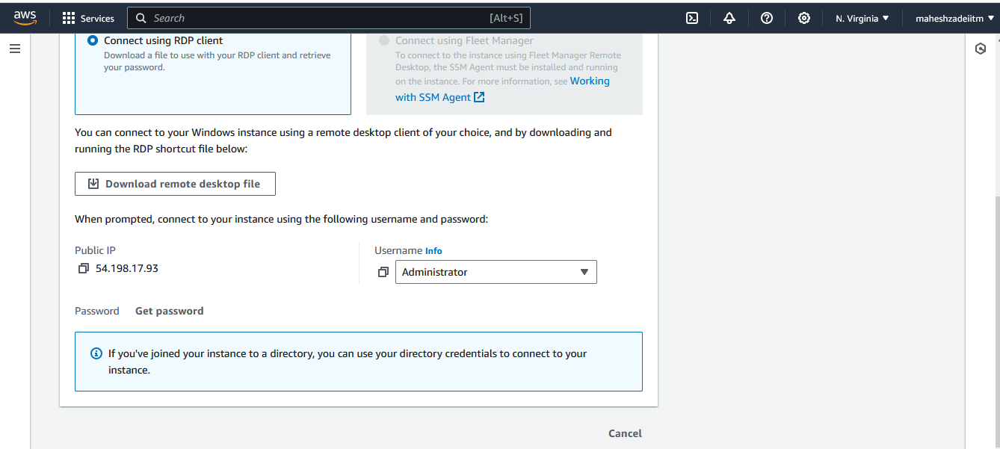 aws
Services
Search
[Alt+S]
N. Virginia
maheshzadeiitm
Connect using RDP client
Download a file to use with your RDP client and retrieve
your password.
Connect using Fleet Manager
To connect to the instance using Fleet Manager Remote
Desktop, the SSM Agent must be installed and running
on the instance. For more information, see Working
with SSM Agent
You can connect to your Windows instance using a remote desktop client of your choice, and by downloading and
running the RDP shortcut file below:
Download remote desktop file
When prompted, connect to your instance using the following username and password:
Public IP
54.198.17.93
Username Info
Administrator
Password Get password
If you've joined your instance to a directory, you can use your directory credentials to connect to your
instance.
Cancel